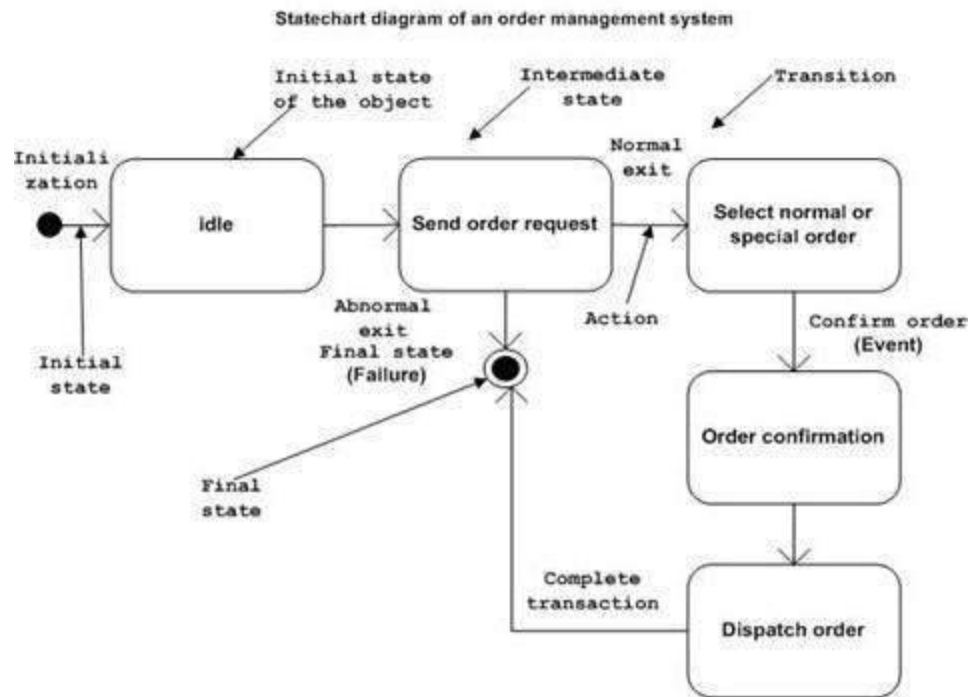 Statechart diagram of an order management system
Initial state
of the object
Intermediate
state
Transition
Initiali
zation
Normal
exit
idle
Send order request
Select normal or
special order
Initial
state
Abnormal
exit
Final state
(Failure)
Action
Confirm order
(Event)
Order confirmation
Final
state
Complete
transaction
Dispatch order